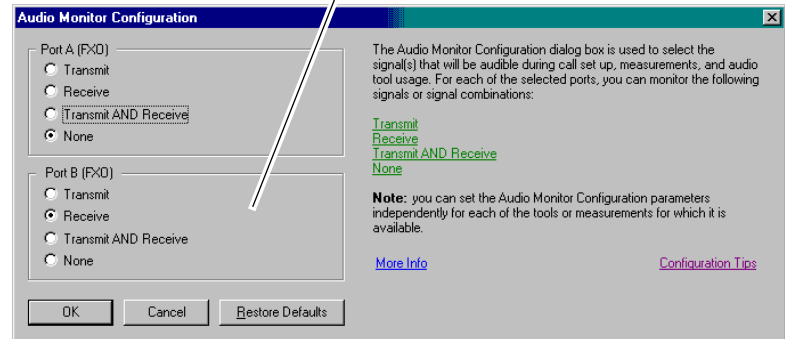 Audio Monitor Configuration
Port A (FXO)
Transmit
Receive
Transmit AND Receive
None
Port B (FXO)
Transmit
Receive
Transmit AND Receive
None
OK
Cancel
Restore Defaults
The Audio Monitor Configuration dialog box is used to select the
signal(s) that will be audible during call set up, measurements, and audio
tool usage. For each of the selected ports, you can monitor the following
signals or signal combinations:
Transmit
Receive
Transmit AND Receive
None
Note: you can set the Audio Monitor Configuration parameters
independently for each of the tools or measurements for which it is
available.
More Info
Configuration Tips